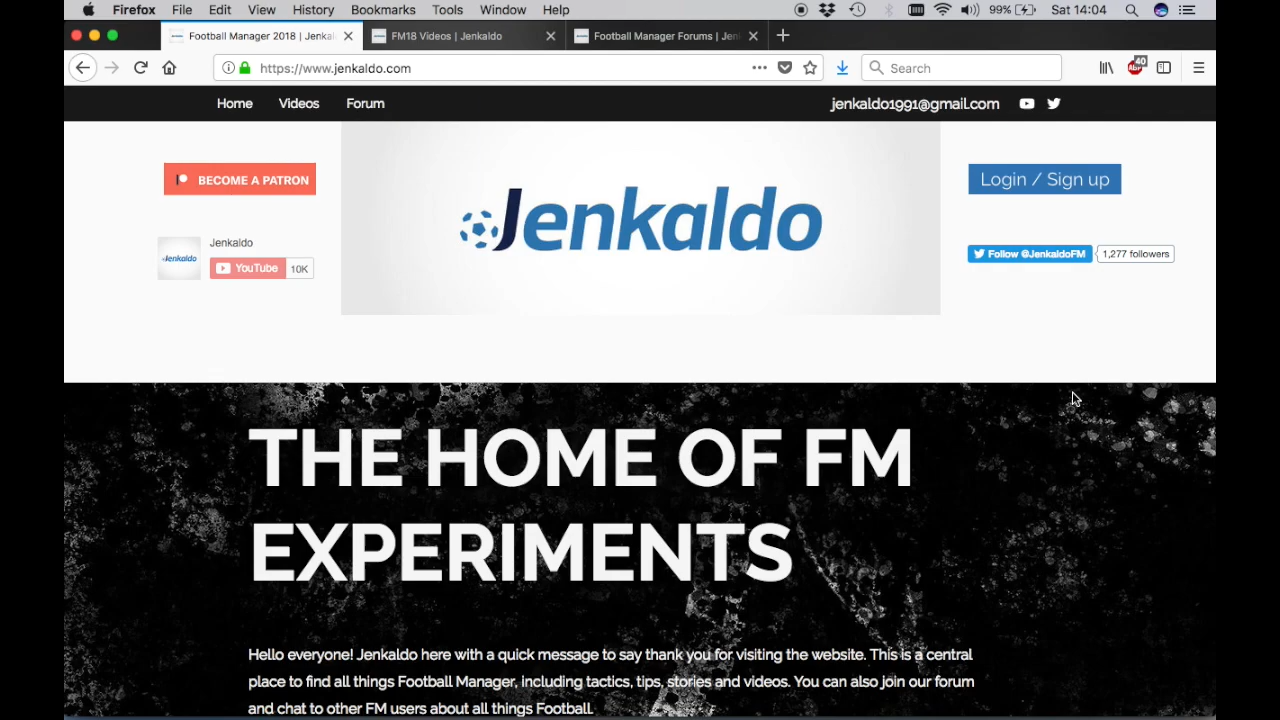 Firefox File Edit View History Bookmarks Tools Window Help 99% Sat 14:04
Football Manager 2018 | Jenkal FM18 Videos | Jenkaldo Football Manager Forums | Jen
https://www.jenkaldo.com Search 40
Home Videos Forum jenkaldo1991@gmail.com
BECOME A PATRON
Jenkaldo
Login / Sign up
Jenkaldo
Jenkaldo
YouTube 10K
Follow @JenkaldoFM 1,277 followers
THE HOME OF FM
EXPERIMENTS
Hello everyone! Jenkaldo here with a quick message to say thank you for visiting the website. This is a central
place to find all things Football Manager, including tactics, tips, stories and videos. You can also join our forum
and chat to other FM users about all things Football.